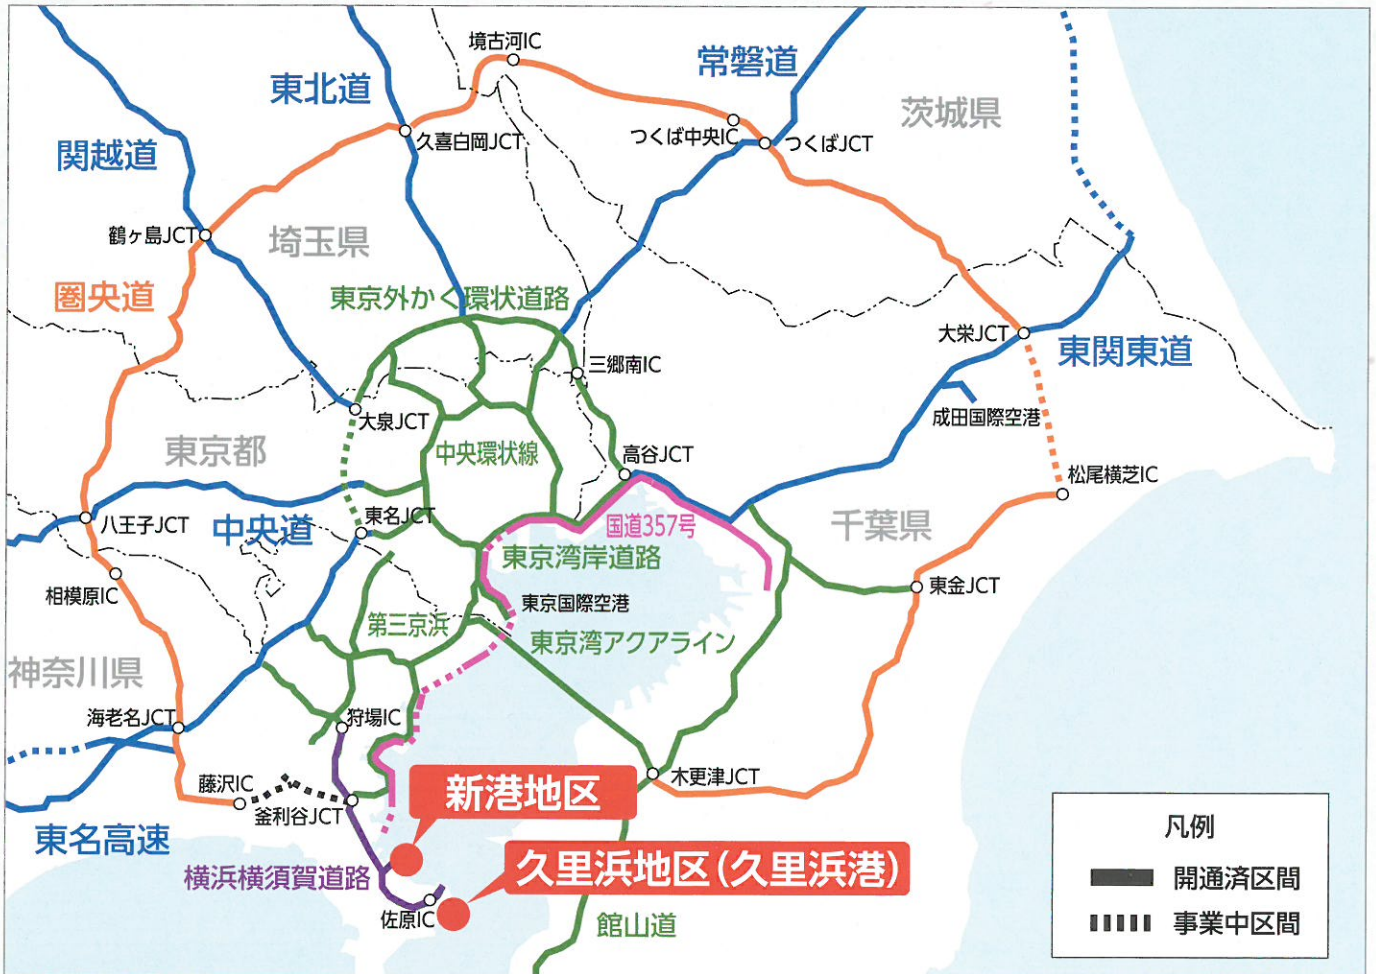 境古河IC
東北道
常磐道
茨城県
久喜白岡JCT
つくば中央IC
つくばJCT
関越道
鶴ヶ島JCT
埼玉県
圏央道
東京外かく環状道路
大栄JCT
東関東道
三郷南IC
大泉JCT
成田国際空港
東京都
中央環状線
高谷JCT
松尾横芝IC
八王子JCT
中央道
東名JCT
国道357号
千葉県
東京湾岸道路
相模原IC
東京国際空港
東金JCT
第三京浜
東京湾アクアライン
神奈川県
海老名JCT
狩場IC
藤沢IC
釜利谷JCT
新港地区
木更津JCT
東名高速
凡例
横浜横須賀道路
久里浜地区(久里浜港)
開通済区間
佐原IC
館山道
事業中区間